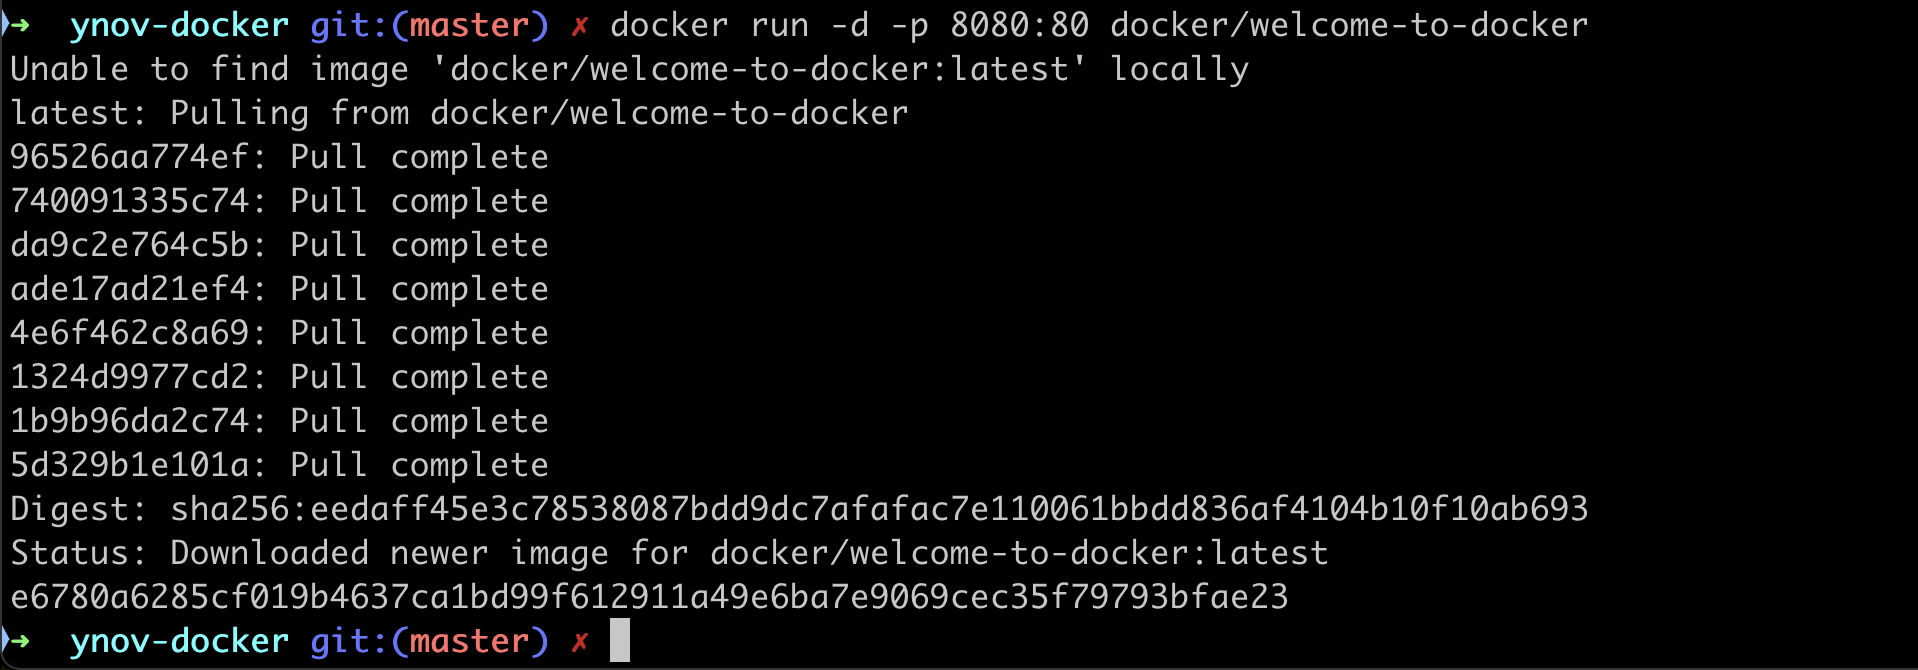 ➜  ynov-docker git:(master) ✗ docker run -d -p 8080:80 docker/welcome-to-docker
Unable to find image 'docker/welcome-to-docker:latest' locally
latest: Pulling from docker/welcome-to-docker
96526aa774ef: Pull complete
740091335c74: Pull complete
da9c2e764c5b: Pull complete
ade17ad21ef4: Pull complete
4e6f462c8a69: Pull complete
1324d9977cd2: Pull complete
1b9b96da2c74: Pull complete
5d329b1e101a: Pull complete
Digest: sha256:eedaff45e3c78538087bdd9dc7afafac7e110061bbdd836af4104b10f10ab693
Status: Downloaded newer image for docker/welcome-to-docker:latest
e6780a6285cf019b4637ca1bd99f612911a49e6ba7e9069cec35f79793bfae23
➜  ynov-docker git:(master) ✗